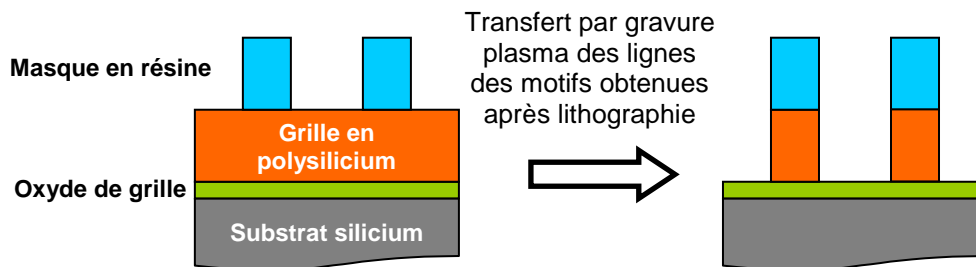 Transfert par gravure
plasma des lignes
des motifs obtenues
après lithographie
Masque en résine
Grille en
polysilicium
Oxyde de grille
Substrat silicium